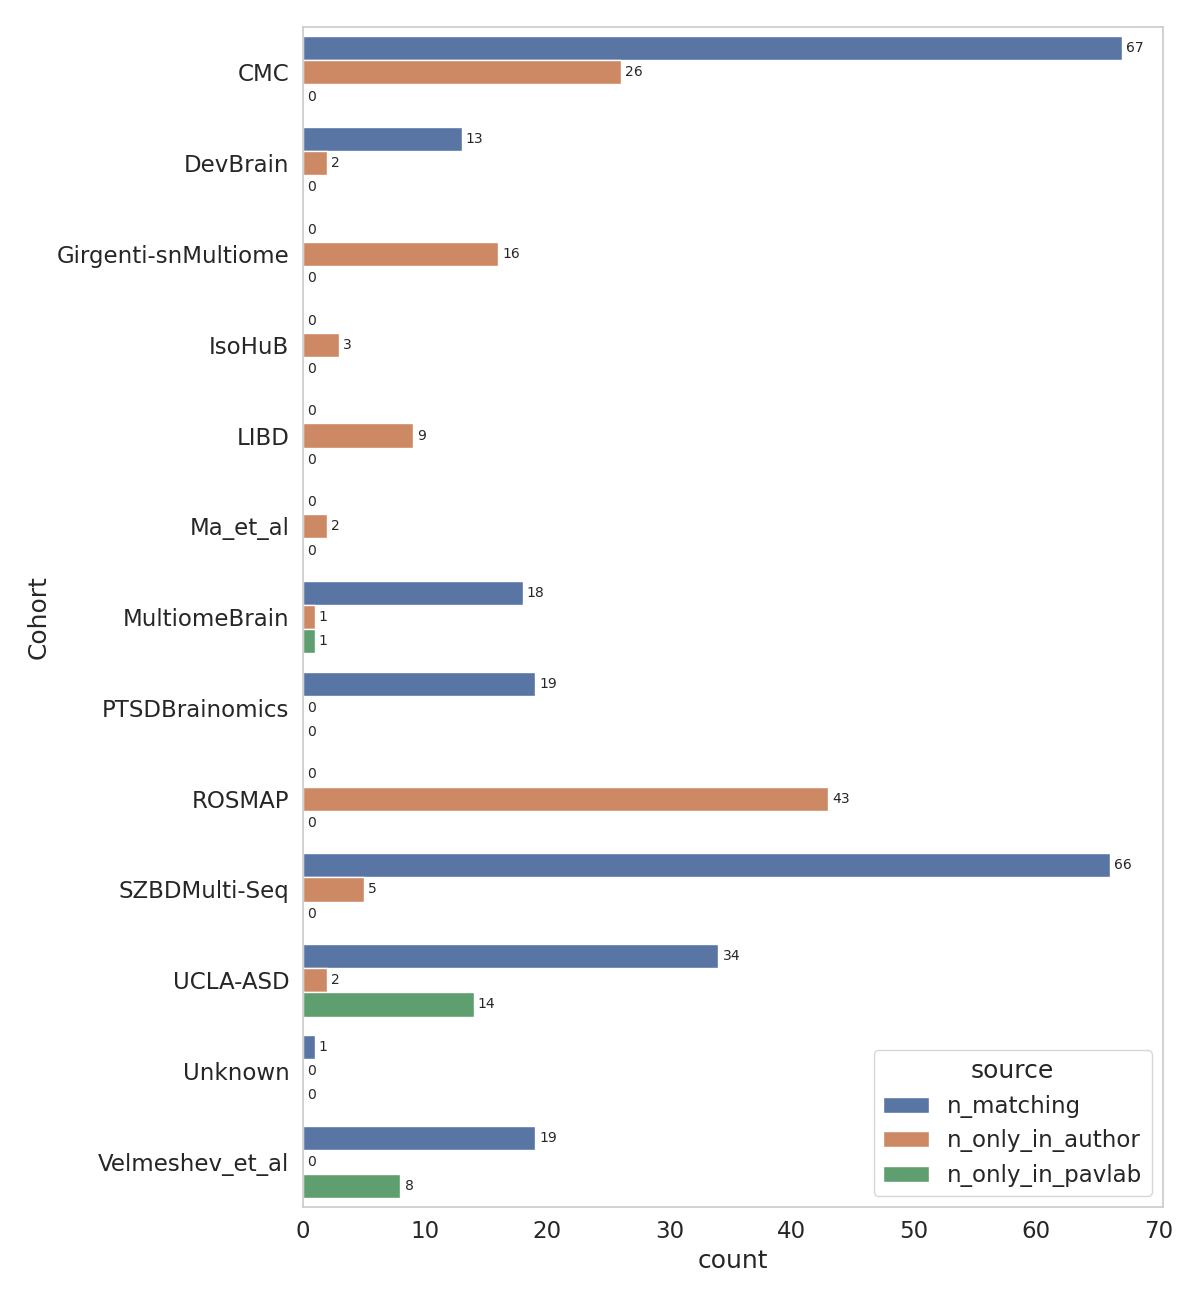 CMC
67
26
0
DevBrain
13
2
0
Girgenti-snMultiome
0
16
0
IsoHuB
0
3
0
LIBD
0
9
0
Ma_et_al
0
2
0
MultiomeBrain
18
1
1
PTSDBrainomics
19
0
0
ROSMAP
0
43
0
SZBDMulti-Seq
66
5
0
UCLA-ASD
34
2
14
Unknown
1
0
0
Velmeshev_et_al
19
0
8
Cohort
source
n_matching
n_only_in_author
n_only_in_pavlab
0 10 20 30 40 50 60 70
count